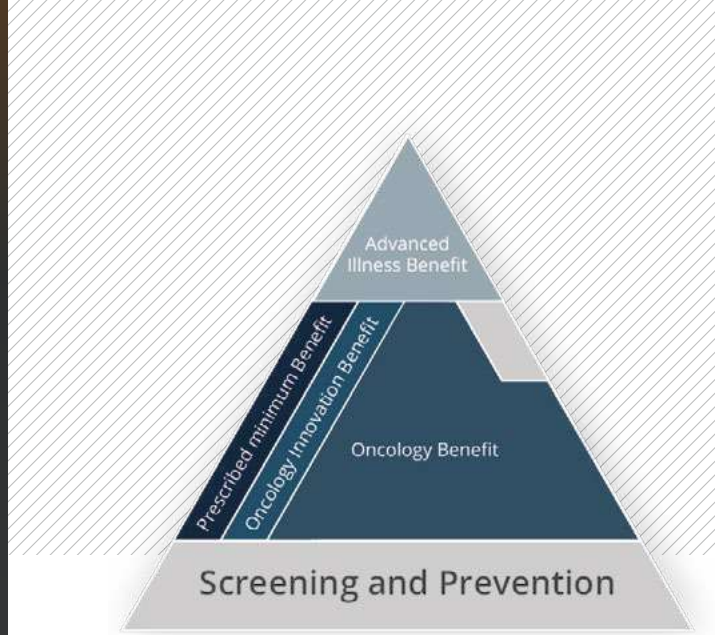 Advanced
Illness Benefit
Prescribed minimum Benefit
Oncology Innovation Benefit
Oncology Benefit
Screening and Prevention